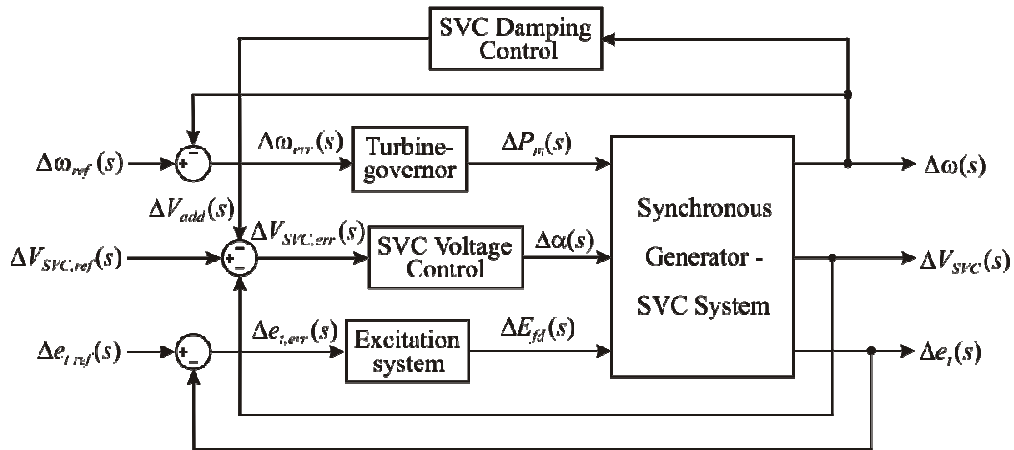 SVC Damping
Control
Δω_ref(s)
+
−
Δω_err(s)
Turbine-
governor
ΔP_m(s)
Δω(s)
ΔV_add(s)
ΔV_SVC,ref(s)
+
−
−
ΔV_SVC,err(s)
SVC Voltage
Control
Δα(s)
Synchronous
Generator -
SVC System
ΔV_SVC(s)
Δe_t ref(s)
+
−
Δe_t,err(s)
Excitation
system
ΔE_fd(s)
Δe_t(s)